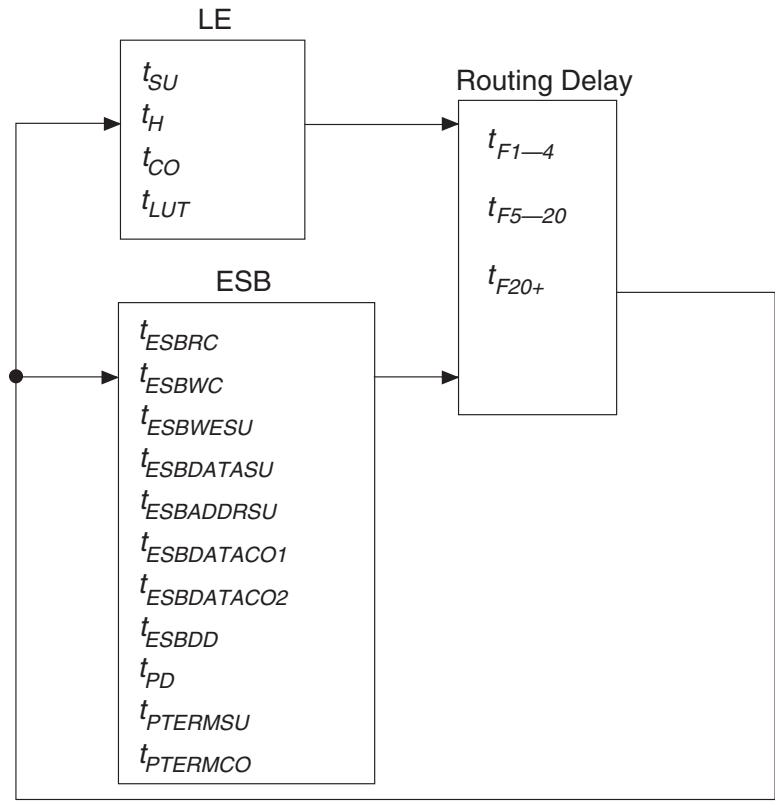 LE
tSU
tH
tCO
tLUT
Routing Delay
tF1—4
tF5—20
tF20+
ESB
tESBRC
tESBWC
tESBWESU
tESBDATASU
tESBADDRSU
tESBDATACO1
tESBDATACO2
tESBDD
tPD
tPTERMSU
tPTERMCO